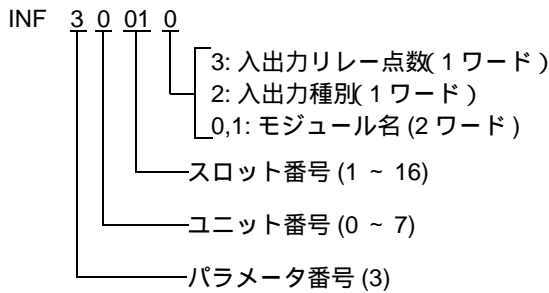 INF 3 0 01 0
3: 入出力リレー点数(1ワード)
2: 入出力種別(1ワード)
0,1: モジュール名 (2 ワード)
スロット番号 (1 ~ 16)
ユニット番号 (0 ~ 7)
パラメータ番号 (3)